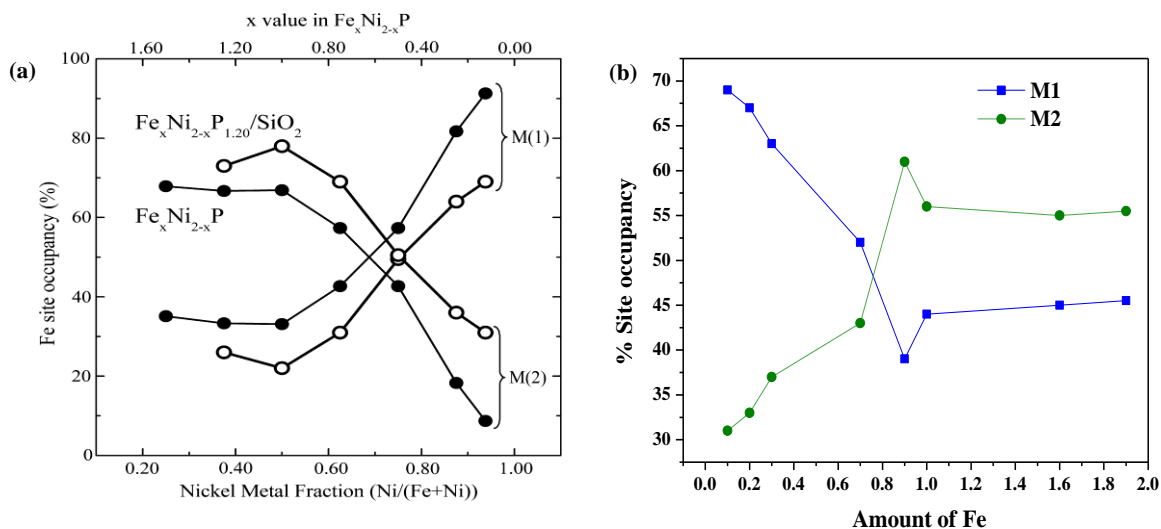 (a)
x value in FexNi2-xP
1.60 1.20 0.80 0.40 0.00
100
80
60
40
20
0
Fe site occupancy (%)
FexNi2-xP1.20/SiO2
FexNi2-xP
M(1)
M(2)
0.20 0.40 0.60 0.80 1.00
Nickel Metal Fraction (Ni/(Fe+Ni))
(b)
M1
M2
70
65
60
55
50
45
40
35
30
% Site occupancy
0.0 0.2 0.4 0.6 0.8 1.0 1.2 1.4 1.6 1.8 2.0
Amount of Fe